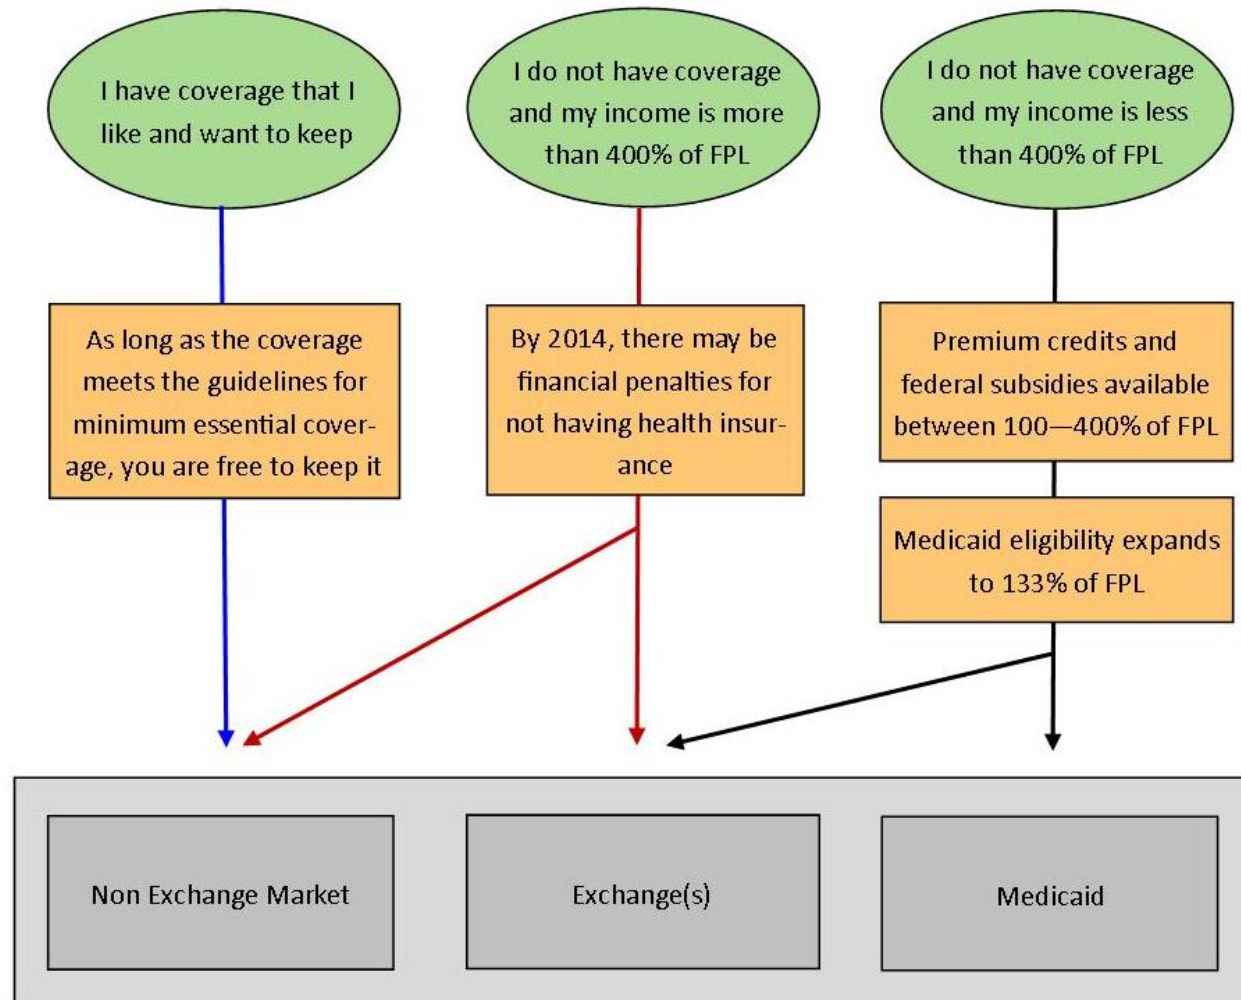 I have coverage that I
like and want to keep
I do not have coverage
and my income is more
than 400% of FPL
I do not have coverage
and my income is less
than 400% of FPL
As long as the coverage
meets the guidelines for
minimum essential cover-
age, you are free to keep it
By 2014, there may be
financial penalties for
not having health insur-
ance
Premium credits and
federal subsidies available
between 100—400% of FPL
Medicaid eligibility expands
to 133% of FPL
Non Exchange Market
Exchange(s)
Medicaid